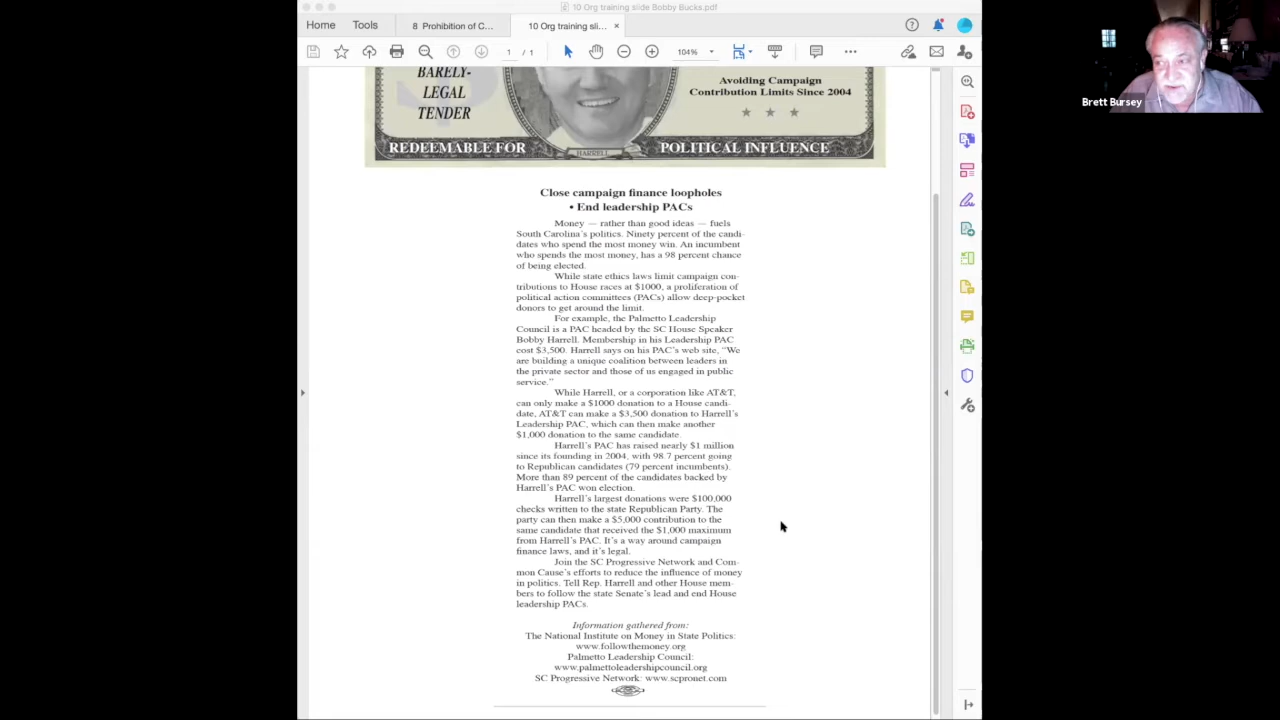 10 Org training slide Bobby Bucks.pdf
Home
Tools
8 Prohibition of C...
10 Org training sli...
1 / 1
104%
Brett Bursey
BARELY-
LEGAL
TENDER
Avoiding Campaign
Contribution Limits Since 2004
REDEEMABLE FOR
HARRELL
POLITICAL INFLUENCE
Close campaign finance loopholes
• End leadership PACs
Money — rather than good ideas — fuels
South Carolina's politics. Ninety percent of the candi-
dates who spend the most money win. An incumbent
who spends the most money, has a 98 percent chance
of being elected.
While state ethics laws limit campaign con-
tributions to House races at $1000, a proliferation of
political action committees (PACs) allow deep-pocket
donors to get around the limit.
For example, the Palmetto Leadership
Council is a PAC headed by the SC House Speaker
Bobby Harrell. Membership in his Leadership PAC
cost $3,500. Harrell says on his PAC's web site, "We
are building a unique coalition between leaders in
the private sector and those of us engaged in public
service."
While Harrell, or a corporation like AT&T,
can only make a $1000 donation to a House candi-
date, AT&T can make a $3,500 donation to Harrell's
Leadership PAC, which can then make another
$1,000 donation to the same candidate.
Harrell's PAC has raised nearly $1 million
since its founding in 2004, with 98.7 percent going
to Republican candidates (79 percent incumbents).
More than 89 percent of the candidates backed by
Harrell's PAC won election.
Harrell's largest donations were $100,000
checks written to the state Republican Party. The
party can then make a $5,000 contribution to the
same candidate that received the $1,000 maximum
from Harrell's PAC. It's a way around campaign
finance laws, and it's legal.
Join the SC Progressive Network and Com-
mon Cause's efforts to reduce the influence of money
in politics. Tell Rep. Harrell and other House mem-
bers to follow the state Senate's lead and end House
leadership PACs.
Information gathered from:
The National Institute on Money in State Politics:
www.followthemoney.org
Palmetto Leadership Council:
www.palmettoleadershipcouncil.org
SC Progressive Network: www.scpronet.com